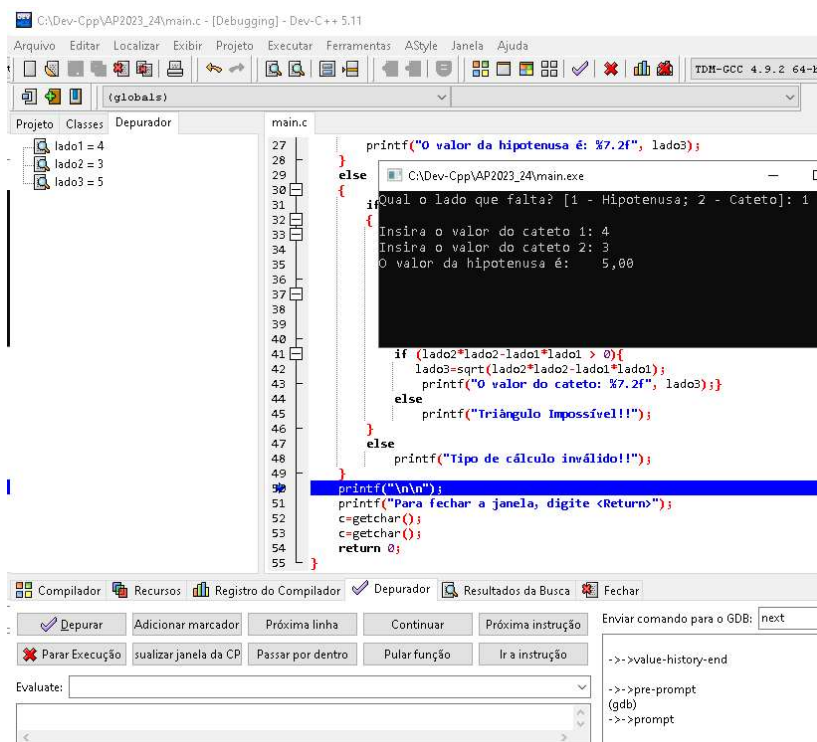 C:\Dev-Cpp\AP2023_24\main.c - [Debugging] - Dev-C++ 5.11
Arquivo Editar Localizar Exibir Projeto Executar Ferramentas AStyle Janela Ajuda
TDM-GCC 4.9.2 64-
(globals)
Projeto Classes Depurador main.c
lado1 = 4
lado2 = 3
lado3 = 5
27 printf("O valor da hipotenusa é: %7.2f", lado3);
28 }
29 else
30 {
31 if
32 {
33
34
35
36
37
38
39
40
41 if (lado2*lado2-lado1*lado1 > 0){
42 lado3=sqrt(lado2*lado2-lado1*lado1);
43 printf("O valor do cateto: %7.2f", lado3);}
44 else
45 printf("Triângulo Impossível!!");
46 }
47 else
48 printf("Tipo de cálculo inválido!!");
49 }
50 printf("\n\n");
51 printf("Para fechar a janela, digite <Return>");
52 c=getchar();
53 c=getchar();
54 return 0;
55 }
C:\Dev-Cpp\AP2023_24\main.exe
Qual o lado que falta? [1 - Hipotenusa; 2 - Cateto]: 1
Insira o valor do cateto 1: 4
Insira o valor do cateto 2: 3
O valor da hipotenusa é: 5,00
Compilador Recursos Registro do Compilador Depurador Resultados da Busca Fechar
Depurar Adicionar marcador Próxima linha Continuar Próxima instrução
Parar Execução sualizar janela da CP Passar por dentro Pular função Ir a instrução
Evaluate:
Enviar comando para o GDB: next
->->value-history-end
->->pre-prompt
(gdb)
->->prompt